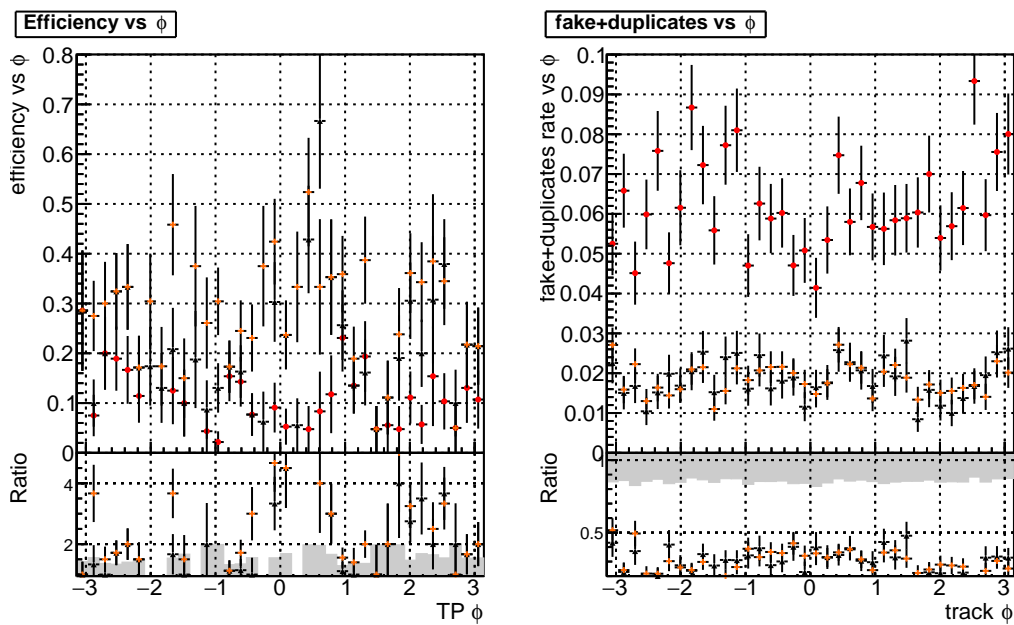 Efficiency vs ϕ
efficiency vs ϕ
0.8
0.7
0.6
0.5
0.4
0.3
0.2
0.1
0
Ratio
4
2
−3 −2 −1 0 1 2 3
TP ϕ
fake+duplicates vs ϕ
fake+duplicates rate vs ϕ
0.1
0.09
0.08
0.07
0.06
0.05
0.04
0.03
0.02
0.01
0
Ratio
1
0.5
−3 −2 −1 0 1 2 3
track ϕ